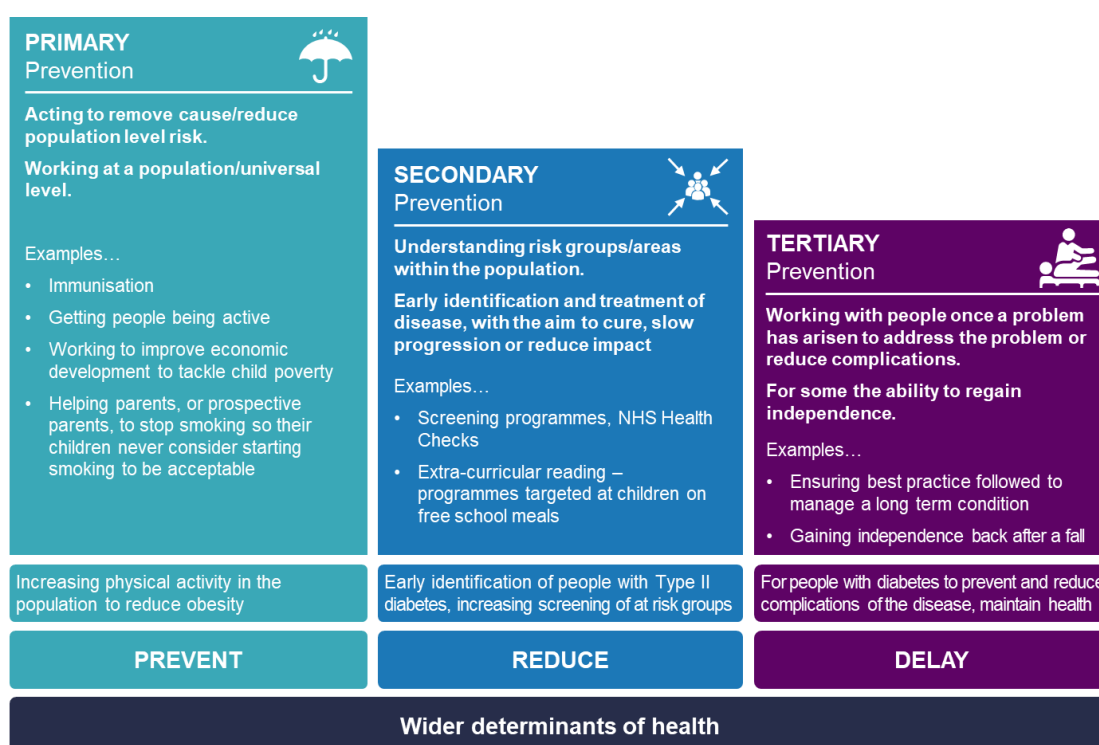 PRIMARY
Prevention
Acting to remove cause/reduce
population level risk.
Working at a population/universal
level.
Examples…
• Immunisation
• Getting people being active
• Working to improve economic
development to tackle child poverty
• Helping parents, or prospective
parents, to stop smoking so their
children never consider starting
smoking to be acceptable
Increasing physical activity in the
population to reduce obesity
PREVENT
SECONDARY
Prevention
Understanding risk groups/areas
within the population.
Early identification and treatment of
disease, with the aim to cure, slow
progression or reduce impact
Examples…
• Screening programmes, NHS Health
Checks
• Extra-curricular reading –
programmes targeted at children on
free school meals
Early identification of people with Type II
diabetes, increasing screening of at risk groups
REDUCE
TERTIARY
Prevention
Working with people once a problem
has arisen to address the problem or
reduce complications.
For some the ability to regain
independence.
Examples…
• Ensuring best practice followed to
manage a long term condition
• Gaining independence back after a fall
For people with diabetes to prevent and reduce
complications of the disease, maintain health
DELAY
Wider determinants of health